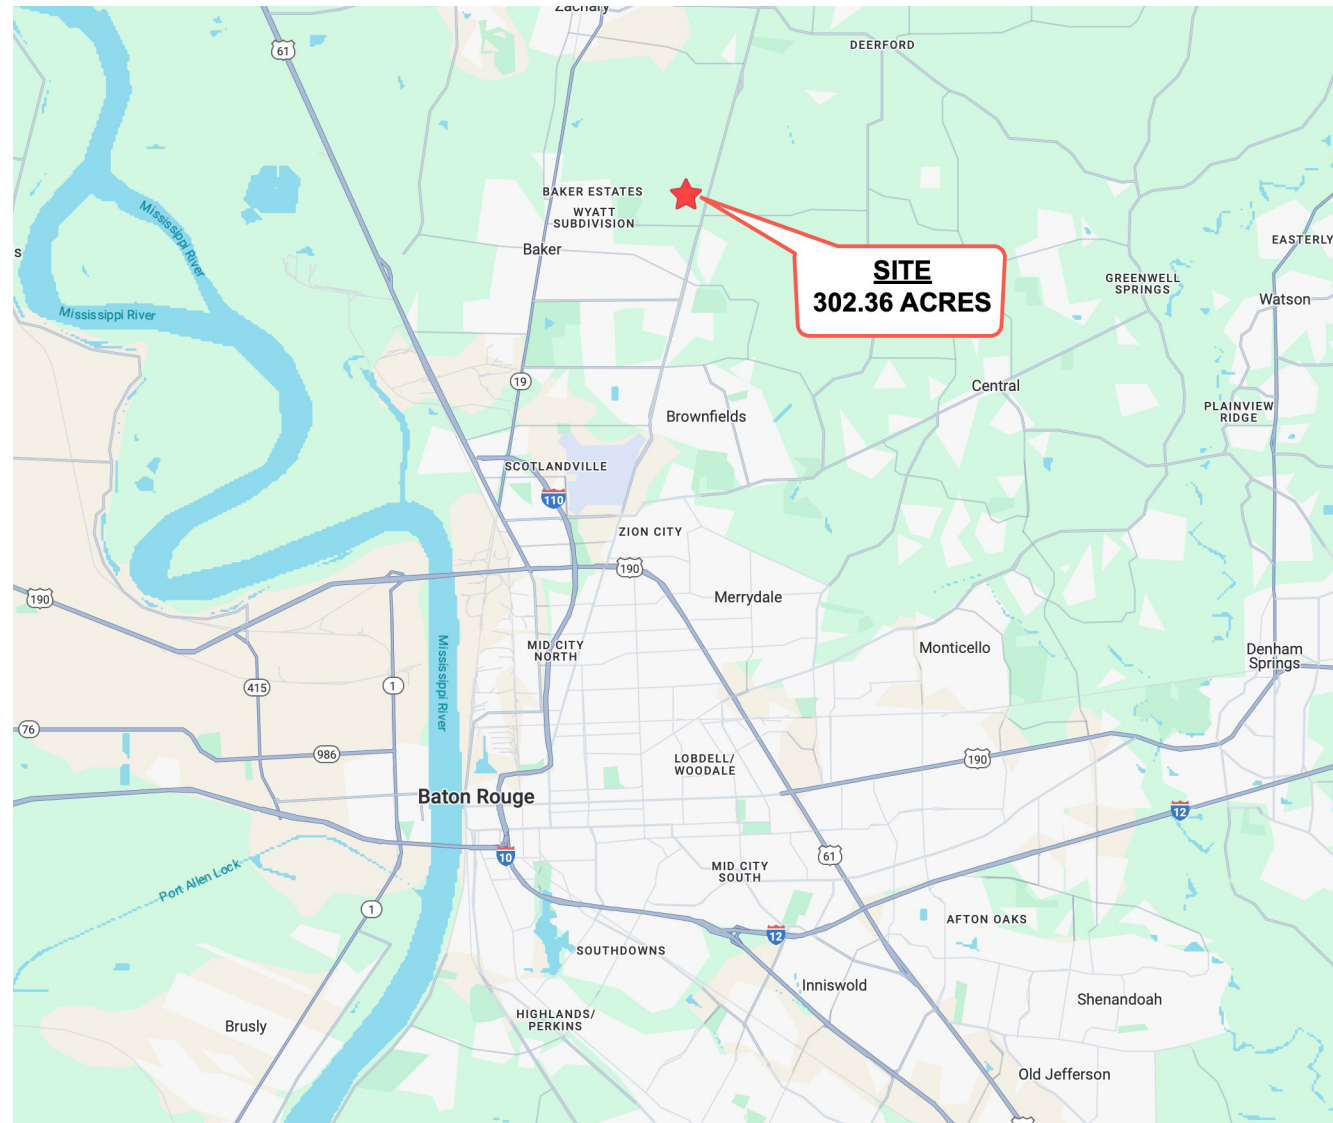 Zachary
61
DEERFORD
BAKER ESTATES
WYATT
SUBDIVISION
Mississippi River
Baker
SITE
302.36 ACRES
EASTERLY
s
GREENWELL
SPRINGS
Watson
Mississippi River
19
Central
PLAINVIEW
RIDGE
Brownfields
SCOTLANDVILLE
110
ZION CITY
190
190
Merrydale
MID CITY
NORTH
Monticello
Denham
Springs
Mississippi River
415
1
76
986
LOBDELL/
WOODALE
190
Baton Rouge
12
10
61
MID CITY
SOUTH
Port Allen Lock
1
12
AFTON OAKS
SOUTHDOWNS
Inniswold
Shenandoah
HIGHLANDS/
PERKINS
Brusly
Old Jefferson